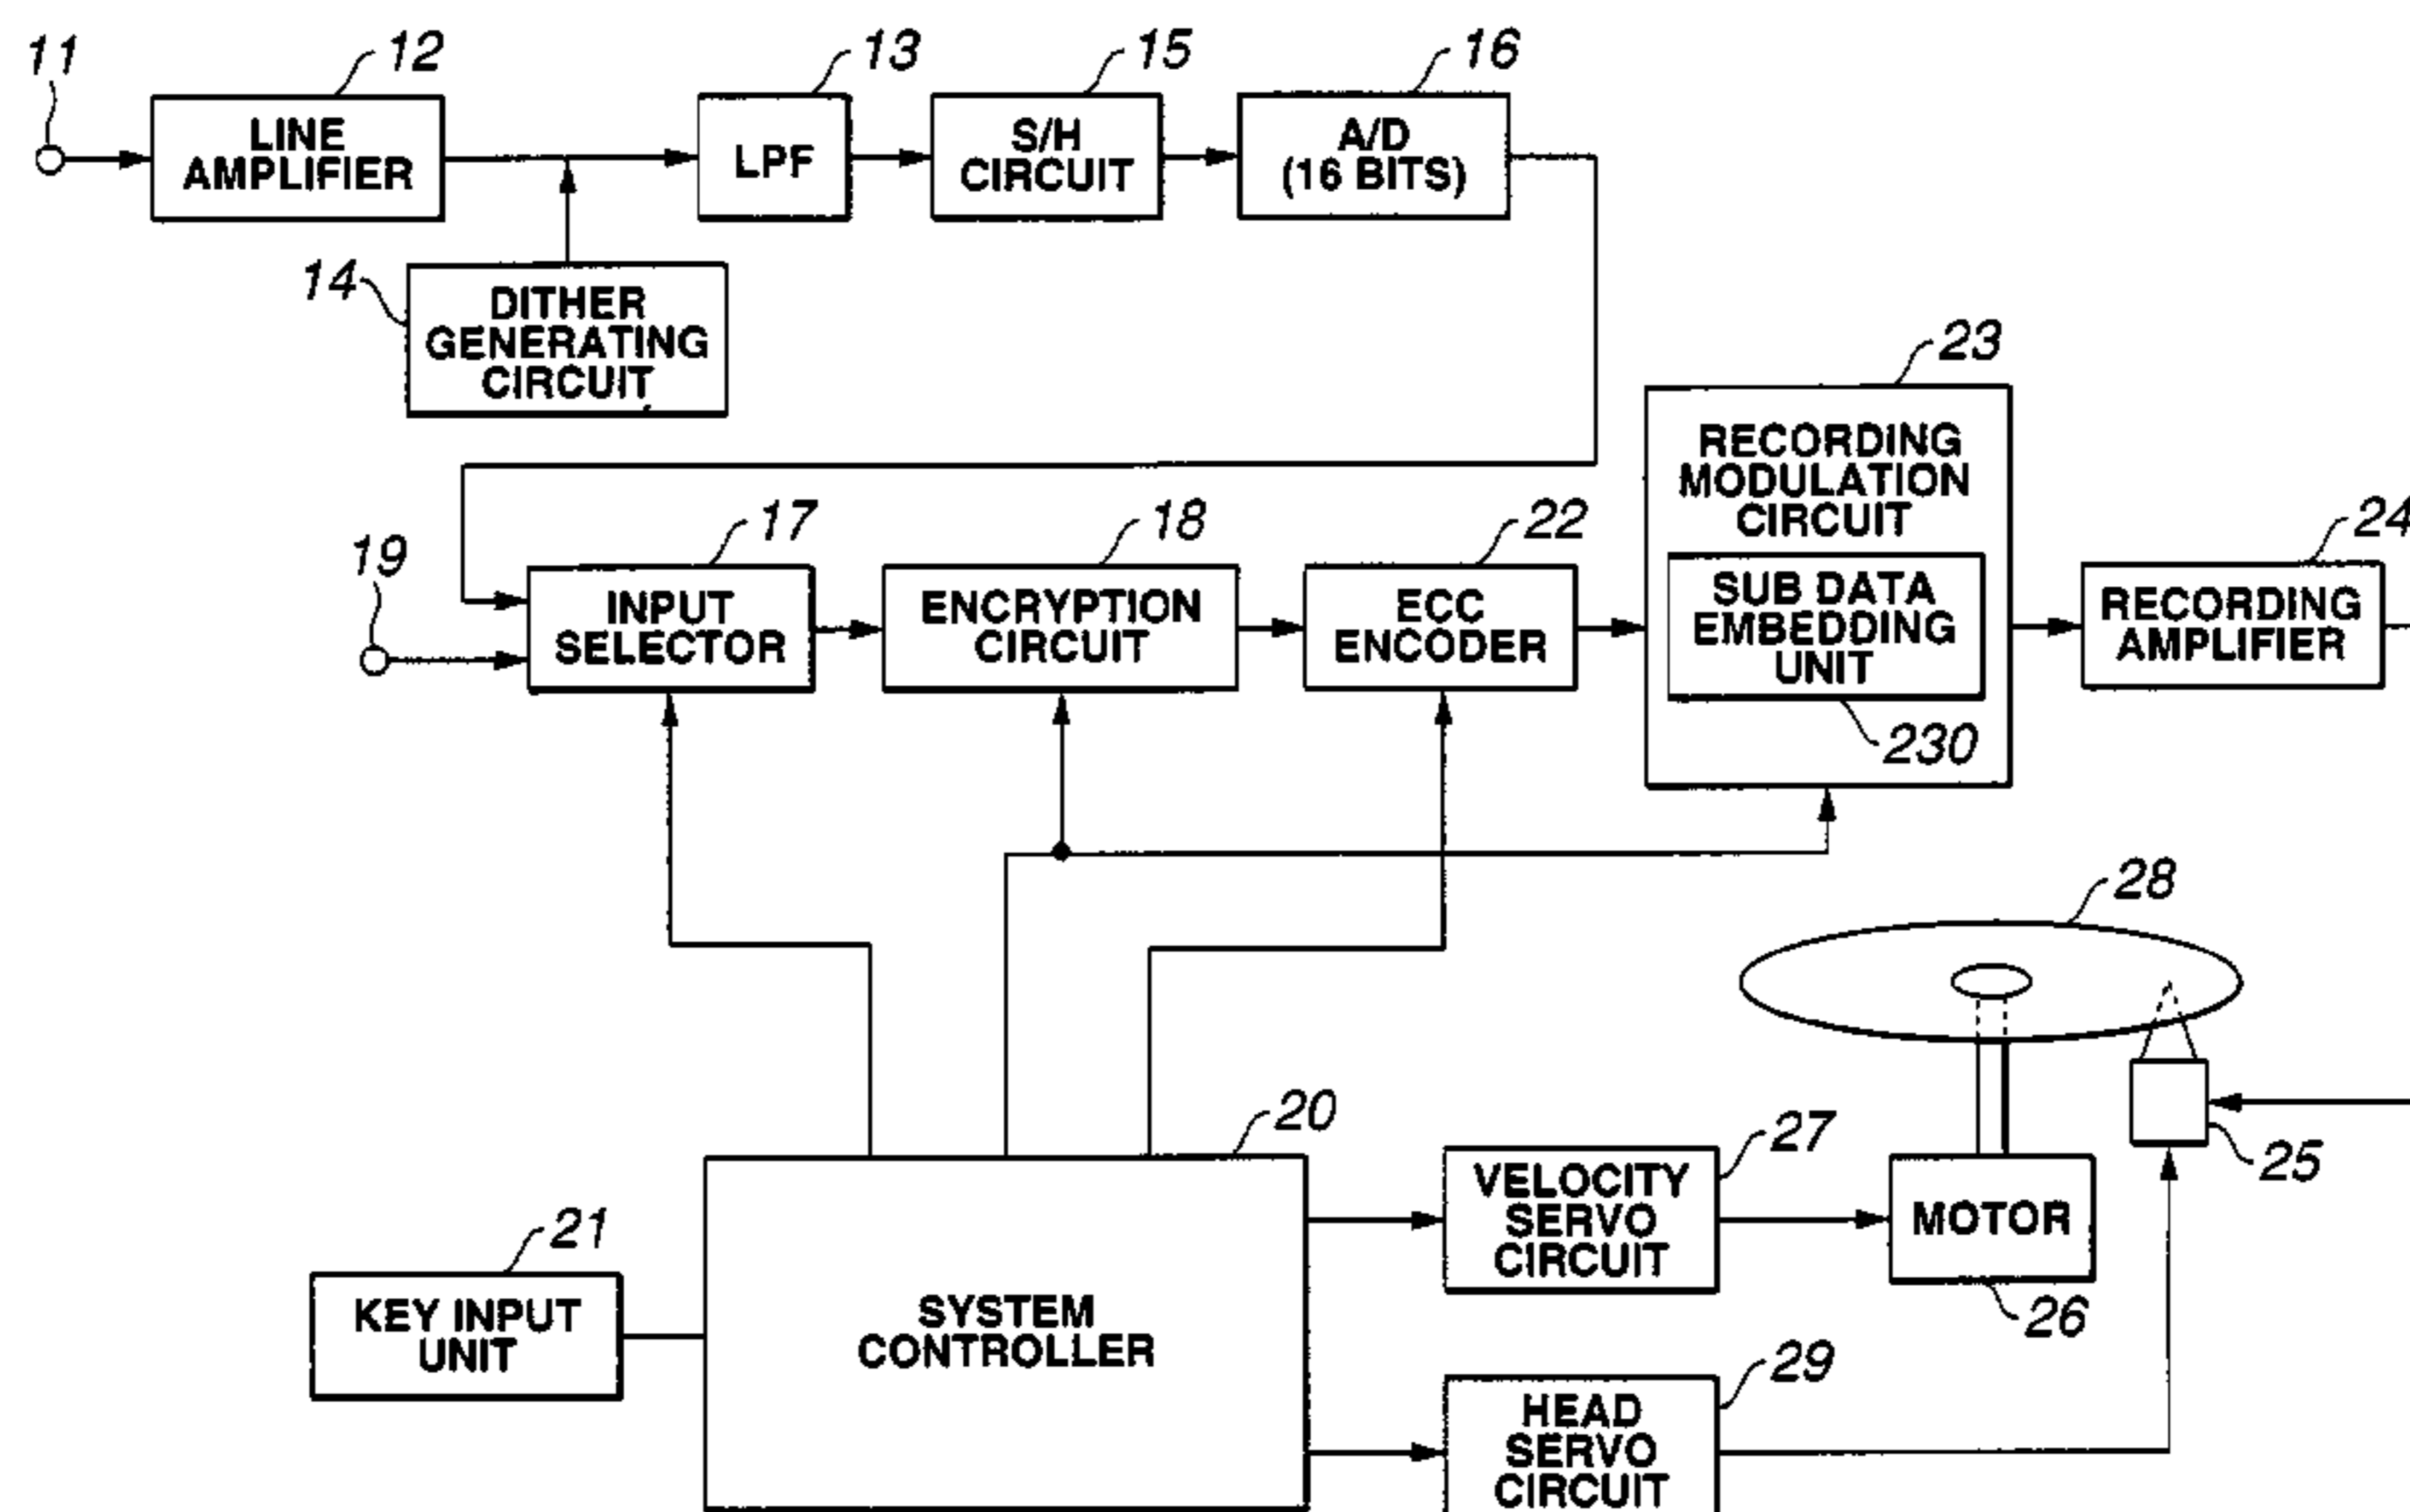 11
12
13
15
16
LINE
AMPLIFIER
LPF
S/H
CIRCUIT
A/D
(16 BITS)
14
DITHER
GENERATING
CIRCUIT
23
RECORDING
MODULATION
CIRCUIT
SUB DATA
EMBEDDING
UNIT
230
19
17
INPUT
SELECTOR
18
ENCRYPTION
CIRCUIT
22
ECC
ENCODER
24
RECORDING
AMPLIFIER
28
20
SYSTEM
CONTROLLER
21
KEY INPUT
UNIT
27
VELOCITY
SERVO
CIRCUIT
MOTOR
26
25
29
HEAD
SERVO
CIRCUIT